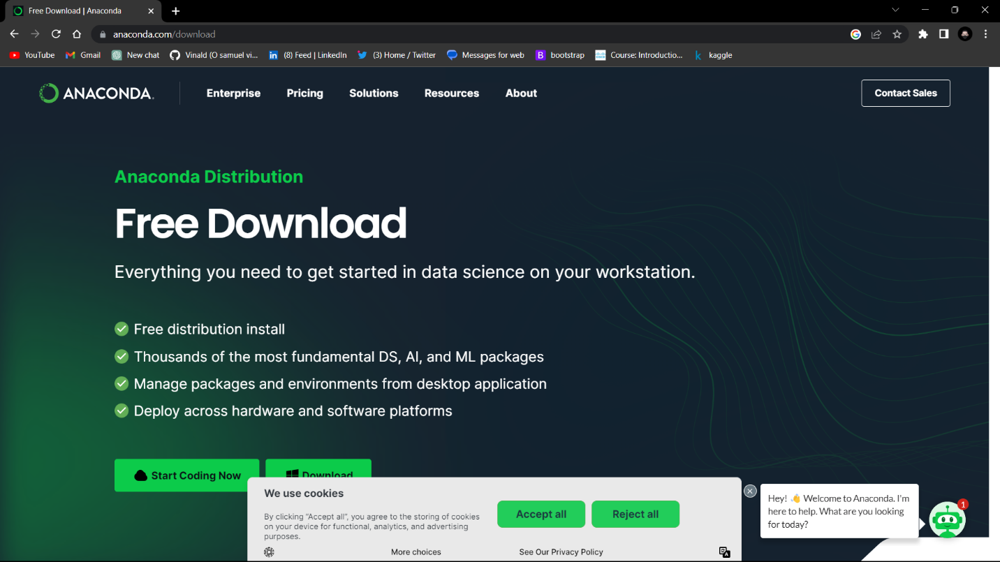 Free Download | Anaconda
anaconda.com/download
YouTube Gmail New chat Vinald (O samuel vi... (8) Feed | LinkedIn (3) Home / Twitter Messages for web bootstrap Course: Introductio... kaggle
ANACONDA. Enterprise Pricing Solutions Resources About Contact Sales
Anaconda Distribution
Free Download
Everything you need to get started in data science on your workstation.
Free distribution install
Thousands of the most fundamental DS, AI, and ML packages
Manage packages and environments from desktop application
Deploy across hardware and software platforms
Start Coding Now Download
We use cookies
By clicking “Accept all”, you agree to the storing of cookies
on your device for functional, analytics, and advertising
purposes.
Accept all Reject all
More choices See Our Privacy Policy
Hey! 👋 Welcome to Anaconda. I'm
here to help. What are you looking
for today?
1